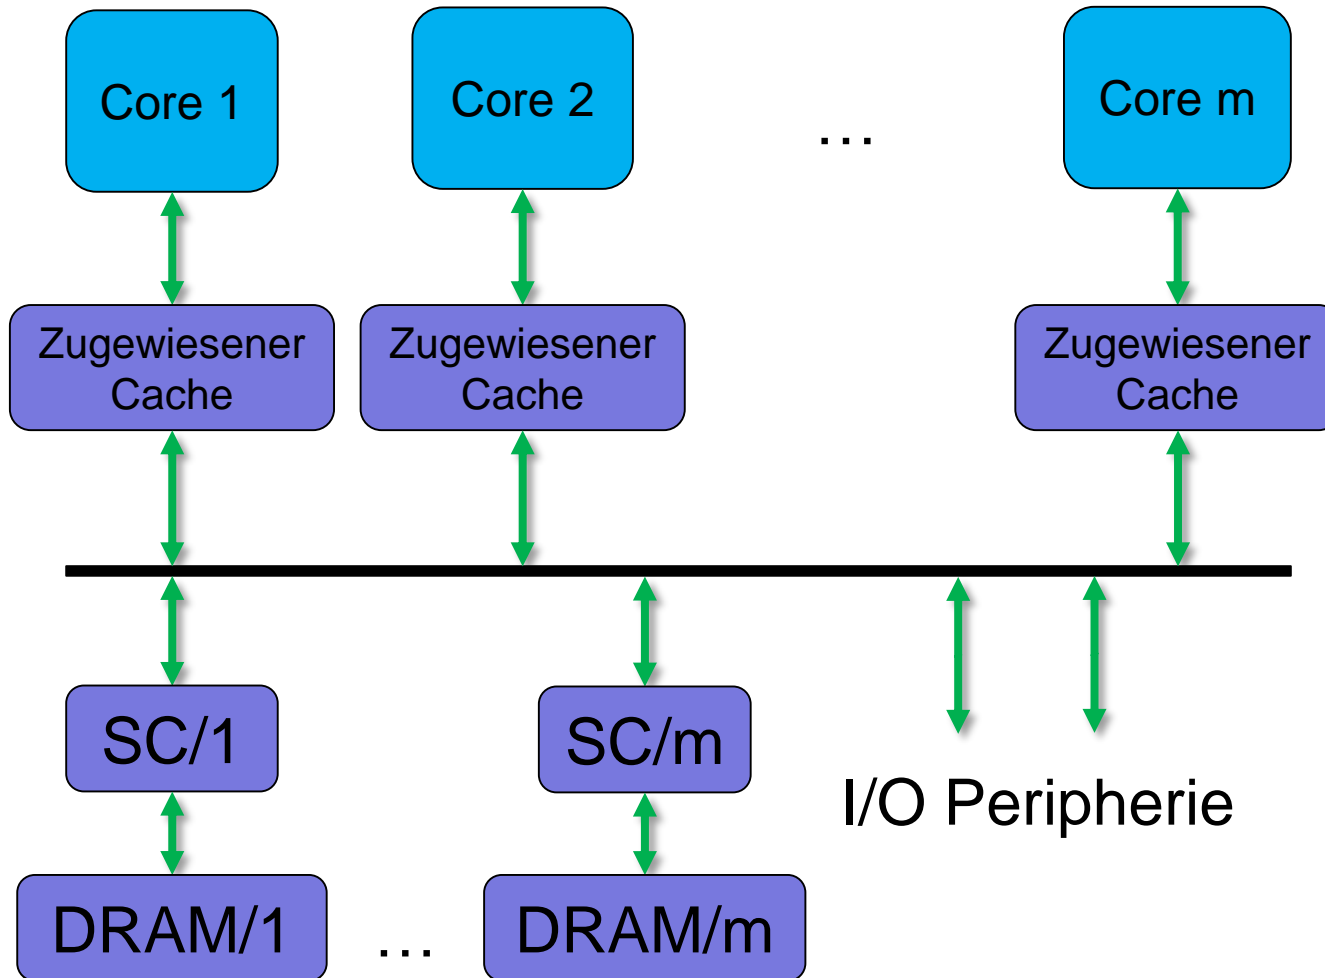 Core 1
Core 2
...
Core m
Zugewiesener
Cache
Zugewiesener
Cache
Zugewiesener
Cache
SC/1
SC/m
I/O Peripherie
DRAM/1
...
DRAM/m